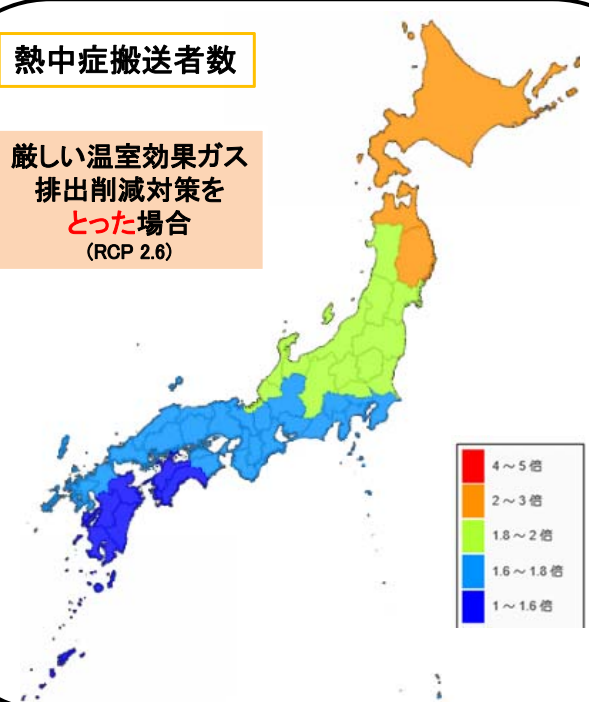 熱中症搬送者数
厳しい温室効果ガス
排出削減対策を
とった場合
(RCP 2.6)
4～5 倍
2～3 倍
1.8～2 倍
1.6～1.8 倍
1～1.6 倍